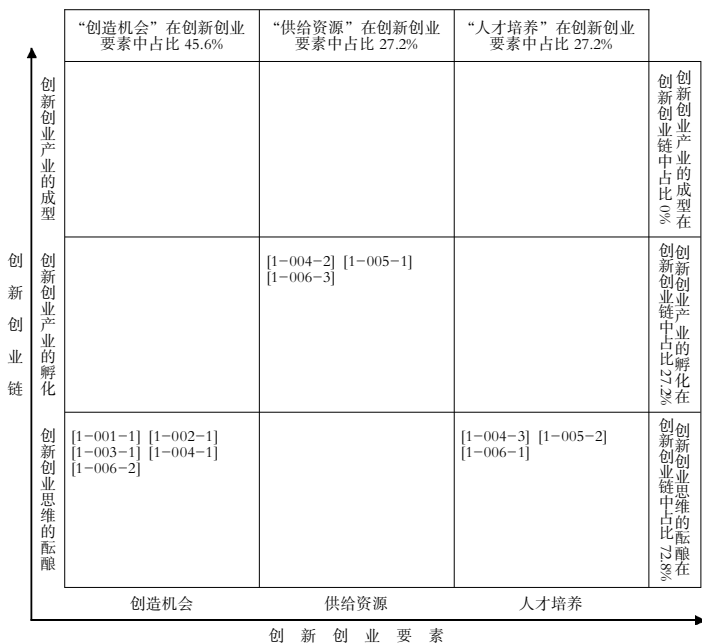 “创造机会”在创新创业
要素中占比 45.6%
“供给资源”在创新创业
要素中占比 27.2%
“人才培养”在创新创业
要素中占比 27.2%
创新创业链
创新创业产业的成型
创新创业产业的成型在
创新创业链中占比 0%
创新创业产业的孵化
[1-004-2] [1-005-1]
[1-006-3]
创新创业产业的孵化在
创新创业链中占比 27.2%
创新创业思维的酝酿
[1-001-1] [1-002-1]
[1-003-1] [1-004-1]
[1-006-2]
[1-004-3] [1-005-2]
[1-006-1]
创新创业思维的酝酿在
创新创业链中占比 72.8%
创造机会
供给资源
人才培养
创新创业要素